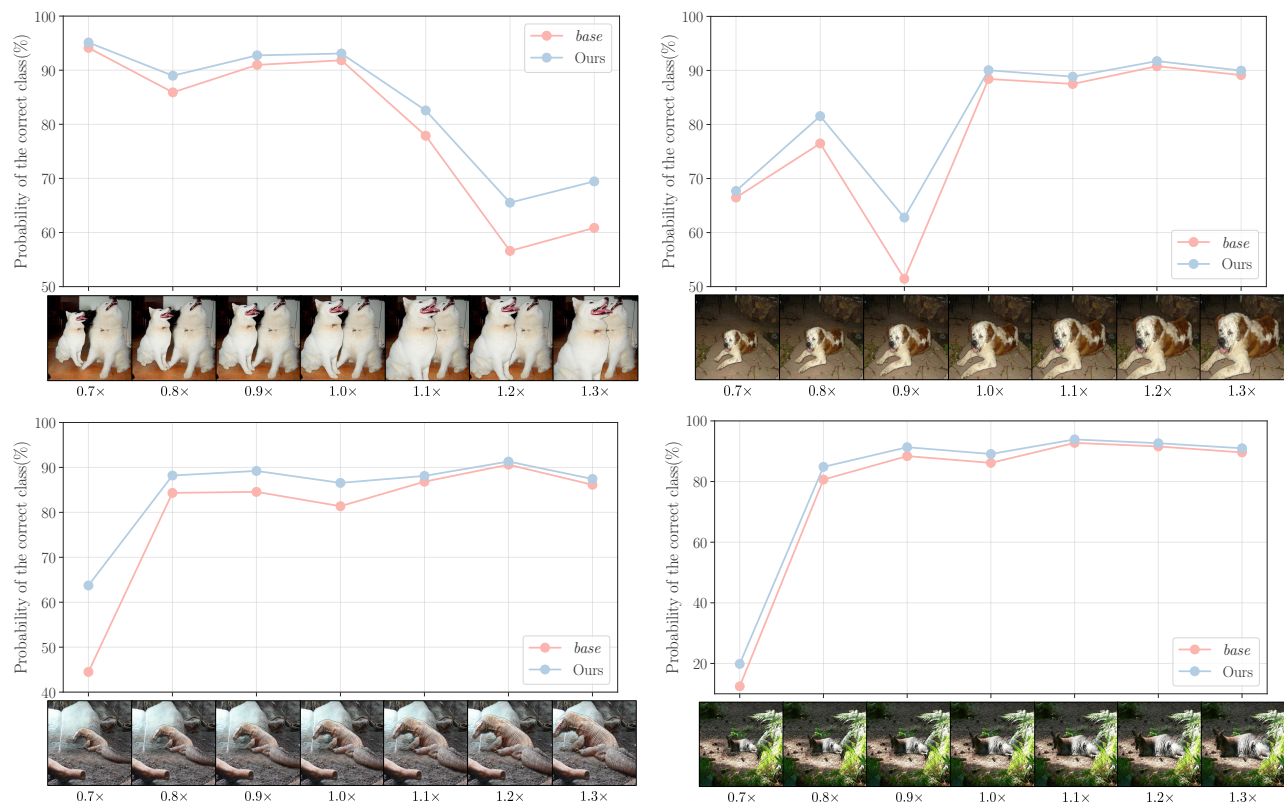 Probability of the correct class(%)
100
90
80
70
60
50
base
Ours
0.7× 0.8× 0.9× 1.0× 1.1× 1.2× 1.3×
Probability of the correct class(%)
100
90
80
70
60
50
base
Ours
0.7× 0.8× 0.9× 1.0× 1.1× 1.2× 1.3×
Probability of the correct class(%)
100
90
80
70
60
50
40
base
Ours
0.7× 0.8× 0.9× 1.0× 1.1× 1.2× 1.3×
Probability of the correct class(%)
100
80
60
40
20
base
Ours
0.7× 0.8× 0.9× 1.0× 1.1× 1.2× 1.3×